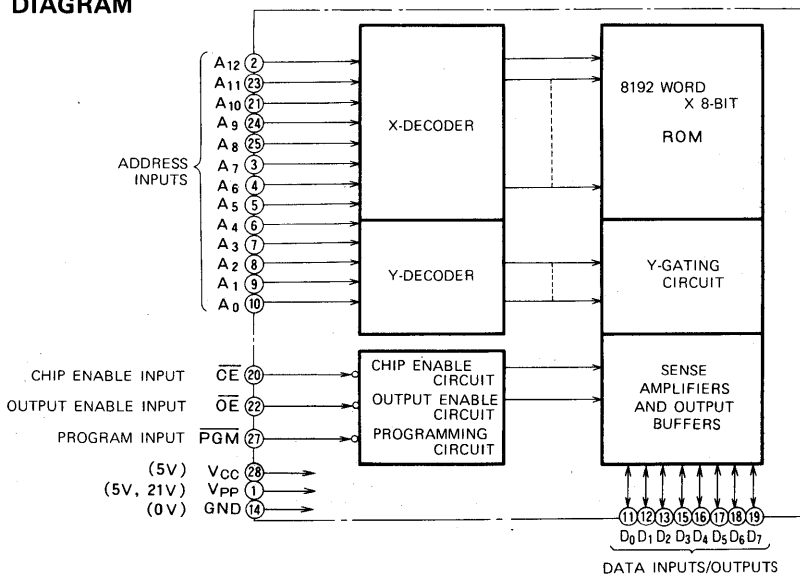 DIAGRAM
A12 2
A11 23
A10 21
A9 24
A8 25
ADDRESS INPUTS
A7 3
A6 4
A5 5
A4 6
A3 7
A2 8
A1 9
A0 10
X-DECODER
Y-DECODER
8192 WORD
X 8-BIT
ROM
Y-GATING
CIRCUIT
CHIP ENABLE INPUT CE 20
OUTPUT ENABLE INPUT OE 22
PROGRAM INPUT PGM 27
CHIP ENABLE
CIRCUIT
OUTPUT ENABLE
CIRCUIT
PROGRAMMING
CIRCUIT
SENSE
AMPLIFIERS
AND OUTPUT
BUFFERS
(5V) VCC 28
(5V, 21V) VPP 1
(0V) GND 14
11 12 13 15 16 17 18 19
D0 D1 D2 D3 D4 D5 D6 D7
DATA INPUTS/OUTPUTS